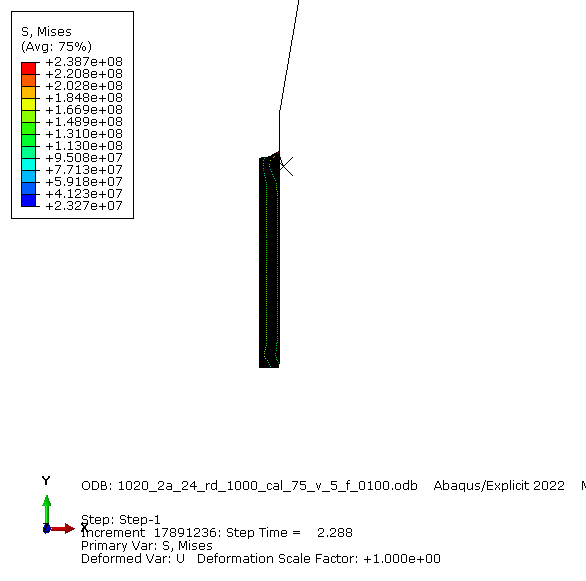 S, Mises
(Avg: 75%)
+2.387e+08
+2.208e+08
+2.028e+08
+1.848e+08
+1.669e+08
+1.489e+08
+1.310e+08
+1.130e+08
+9.508e+07
+7.713e+07
+5.918e+07
+4.123e+07
+2.327e+07
Y
ODB: 1020_2a_24_rd_1000_cal_75_v_5_f_0100.odb Abaqus/Explicit 2022
X
Step: Step-1
Increment 17891236: Step Time = 2.288
Primary Var: S, Mises
Deformed Var: U Deformation Scale Factor: +1.000e+00